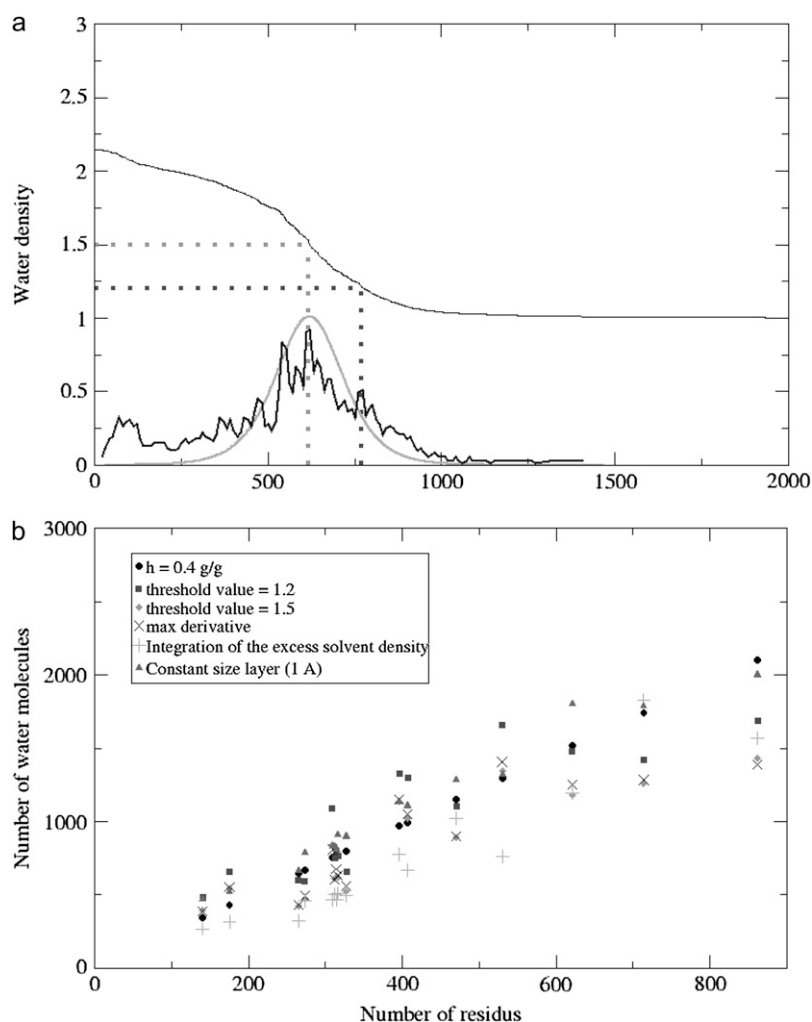 a
3
2.5
2
1.5
1
0.5
0
Water density
0 500 1000 1500 2000
b
3000
2000
1000
0
Number of water molecules
h = 0.4 g/g
threshold value = 1.2
threshold value = 1.5
max derivative
Integration of the excess solvent density
Constant size layer (1 A)
0 200 400 600 800
Number of residus